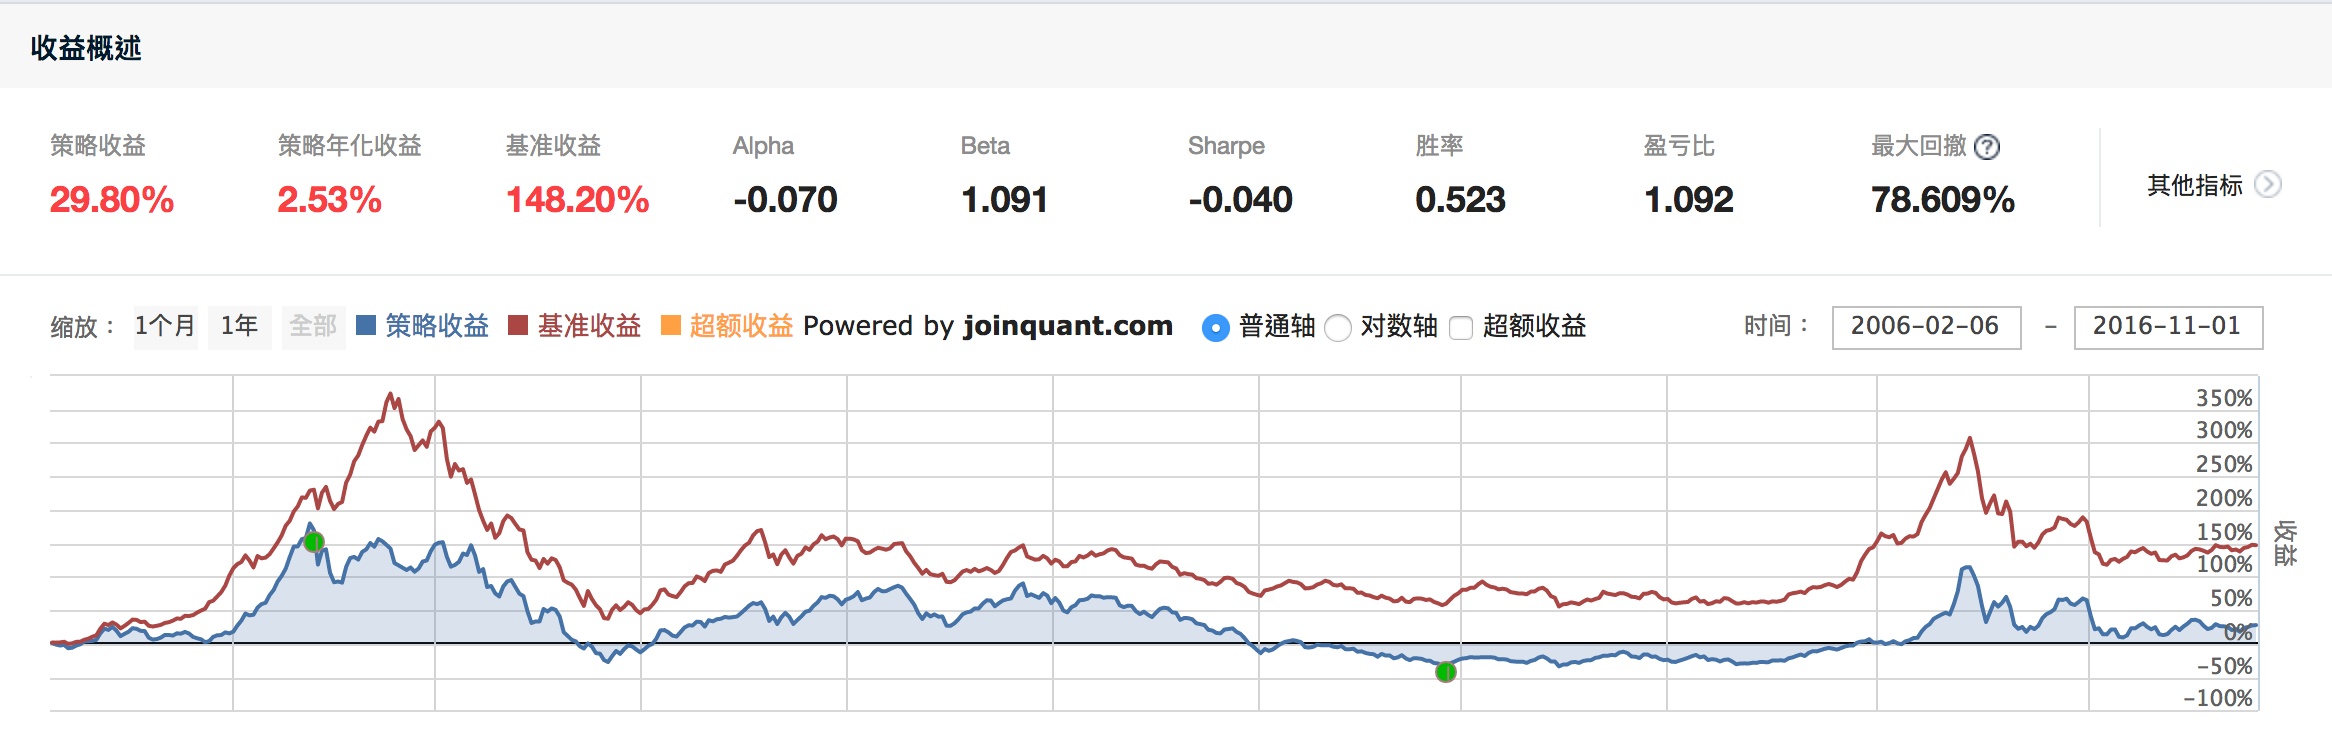 收益概述
策略收益 策略年化收益 基准收益 Alpha Beta Sharpe 胜率 盈亏比 最大回撤 ?
29.80% 2.53% 148.20% -0.070 1.091 -0.040 0.523 1.092 78.609% 其他指标
缩放： 1个月 1年 全部 策略收益 基准收益 超额收益 Powered by joinquant.com 普通轴 对数轴 超额收益 时间： 2006-02-06 - 2016-11-01
350%
300%
250%
200%
150%
100%
50%
0%
-50%
-100%
收益